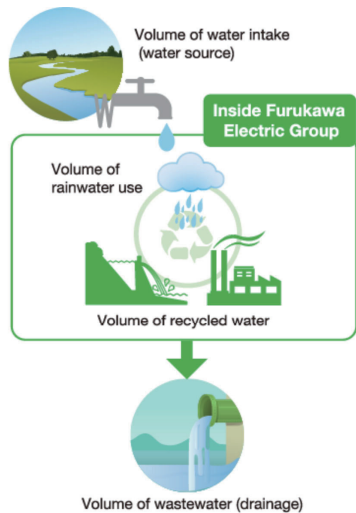 Volume of water intake
(water source)
Inside Furukawa
Electric Group
Volume of
rainwater use
Volume of recycled water
Volume of wastewater (drainage)